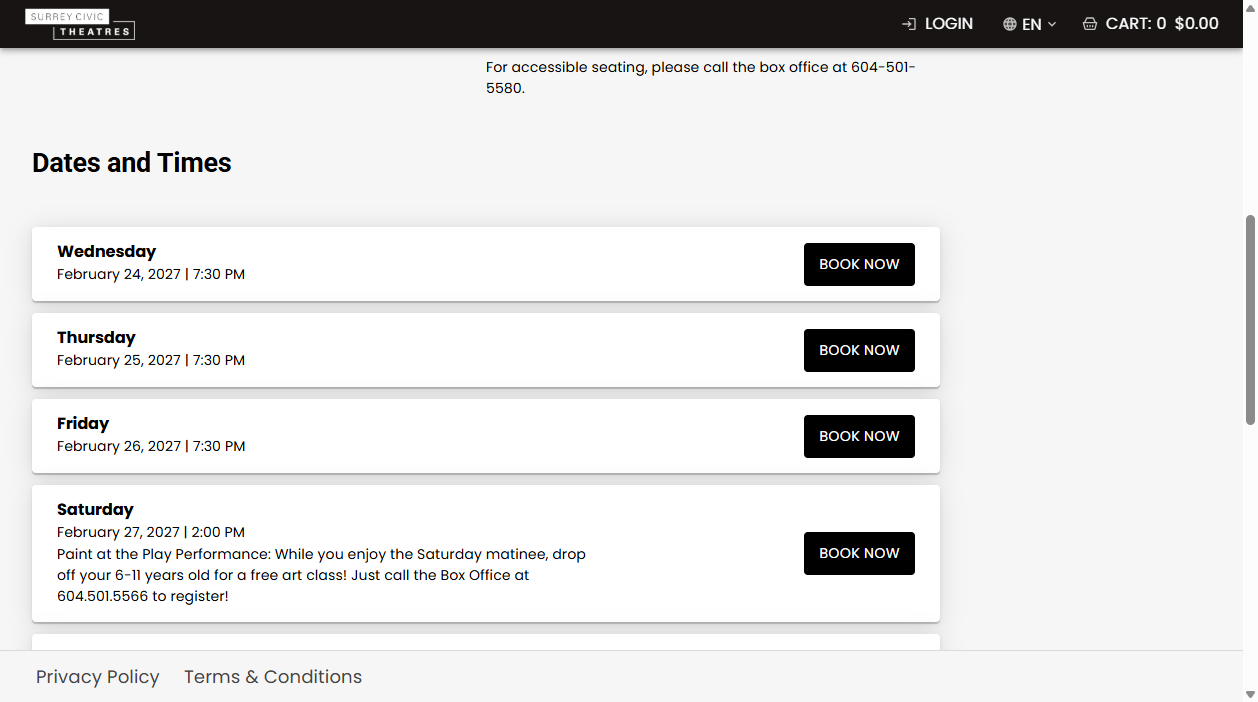 SURREY CIVIC
THEATRES
LOGIN
EN
CART: 0 $0.00
For accessible seating, please call the box office at 604-501-
5580.
Dates and Times
Wednesday
February 24, 2027 | 7:30 PM
BOOK NOW
Thursday
February 25, 2027 | 7:30 PM
BOOK NOW
Friday
February 26, 2027 | 7:30 PM
BOOK NOW
Saturday
February 27, 2027 | 2:00 PM
Paint at the Play Performance: While you enjoy the Saturday matinee, drop
off your 6-11 years old for a free art class! Just call the Box Office at
604.501.5566 to register!
BOOK NOW
Privacy Policy
Terms & Conditions